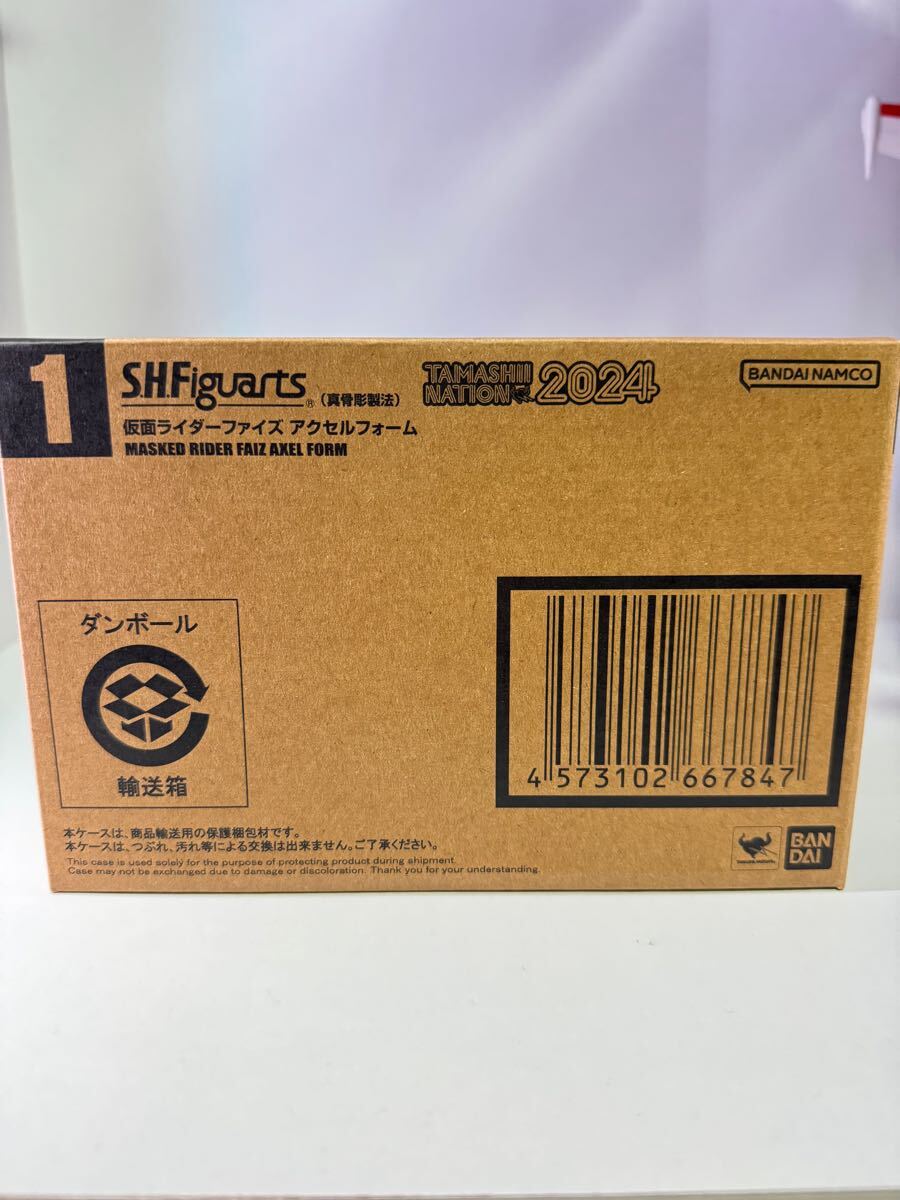 1
S.H.Figuarts® (真骨彫製法)
TAMASHII NATION 2024
BANDAI NAMCO
仮面ライダーファイズ アクセルフォーム
MASKED RIDER FAIZ AXEL FORM
ダンボール
輸送箱
4 573102 667847
本ケースは、商品輸送用の保護梱包材です。
本ケースは、つぶれ、汚れ等による交換は出来ません。ご了承ください。
This case is used solely for the purpose of protecting product during shipment.
Case may not be exchanged due to damage or discoloration. Thank you for your understanding.
TAMASHII NATIONS
BAN
DAI